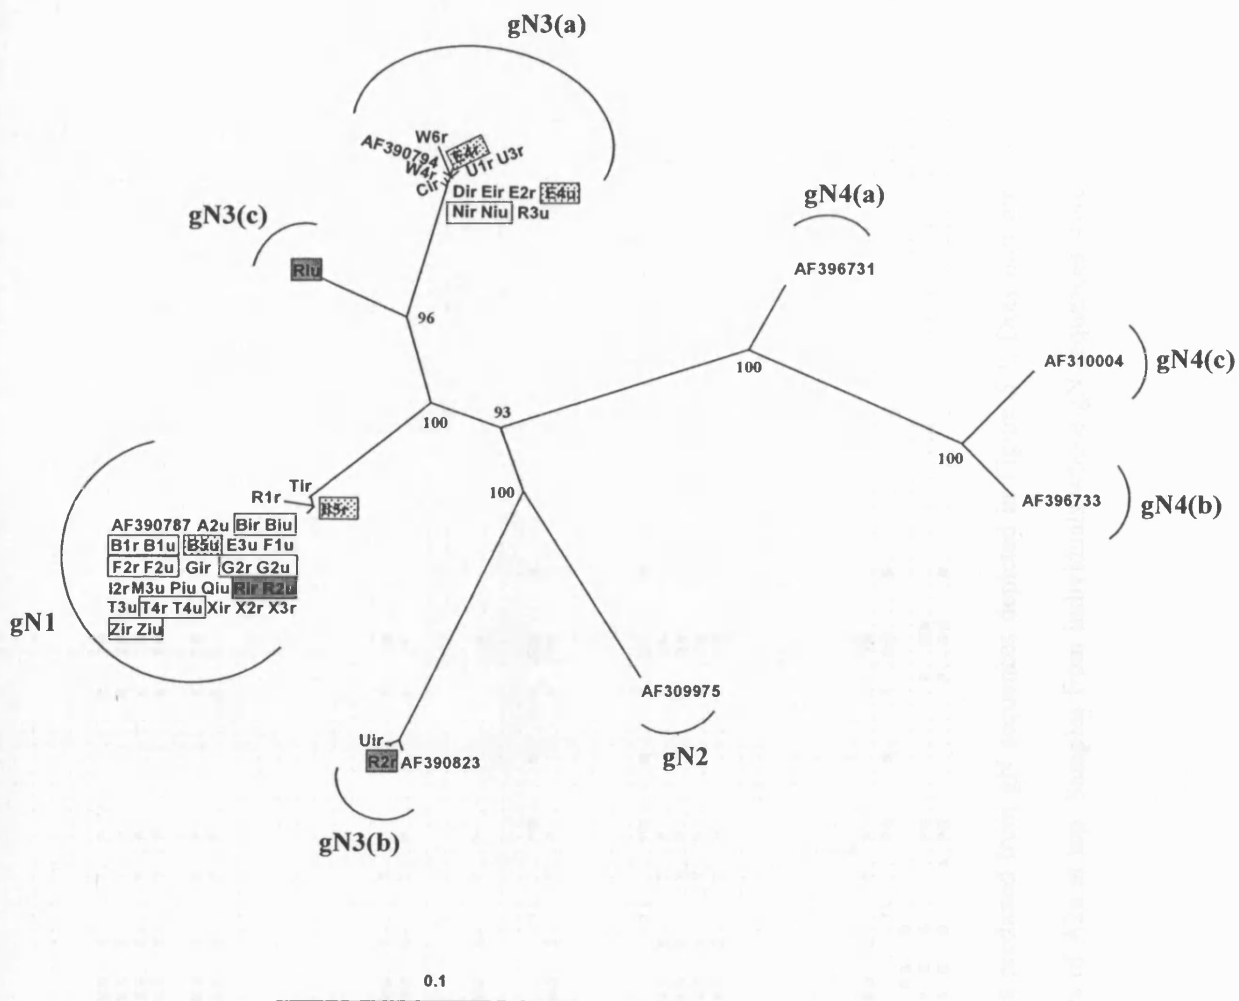 gN3(a)
W6r
AF390794
E4r
W4r
U1r U3r
Cir
Dir Eir E2r E4u
Nir Niu R3u
gN3(c)
Riu
gN4(a)
AF396731
96
AF310004
gN4(c)
100
93
100
100
AF396733
gN4(b)
100
Tir
R1r
B5r
AF390787 A2u Bir Biu
B1r B1u B5u E3u F1u
F2r F2u Gir G2r G2u
I2r M3u Piu Qiu Rir R2u
T3u T4r T4u Xir X2r X3r
Zir Ziu
gN1
AF309975
gN2
Uir
R2r AF390823
gN3(b)
0.1